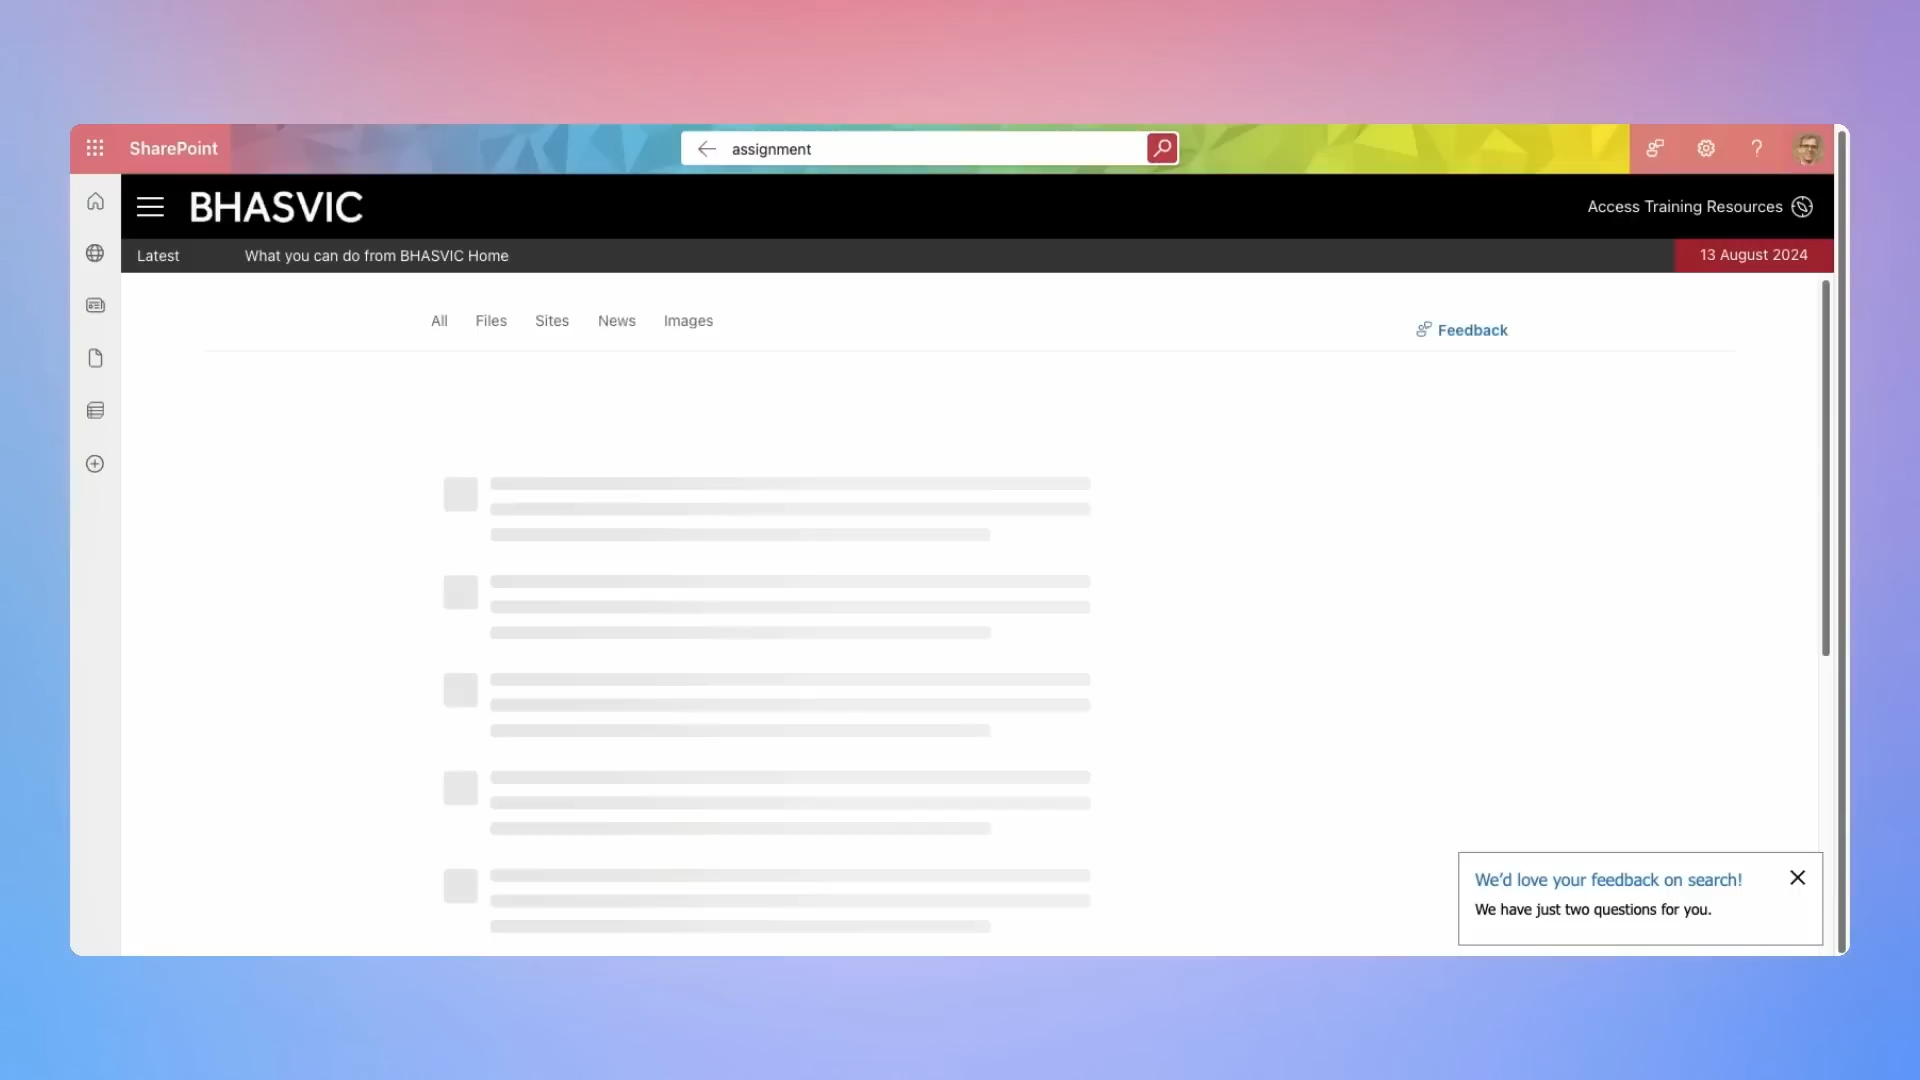 SharePoint
assignment
BHASVIC
Access Training Resources
Latest
What you can do from BHASVIC Home
13 August 2024
All
Files
Sites
News
Images
Feedback
We'd love your feedback on search!
We have just two questions for you.